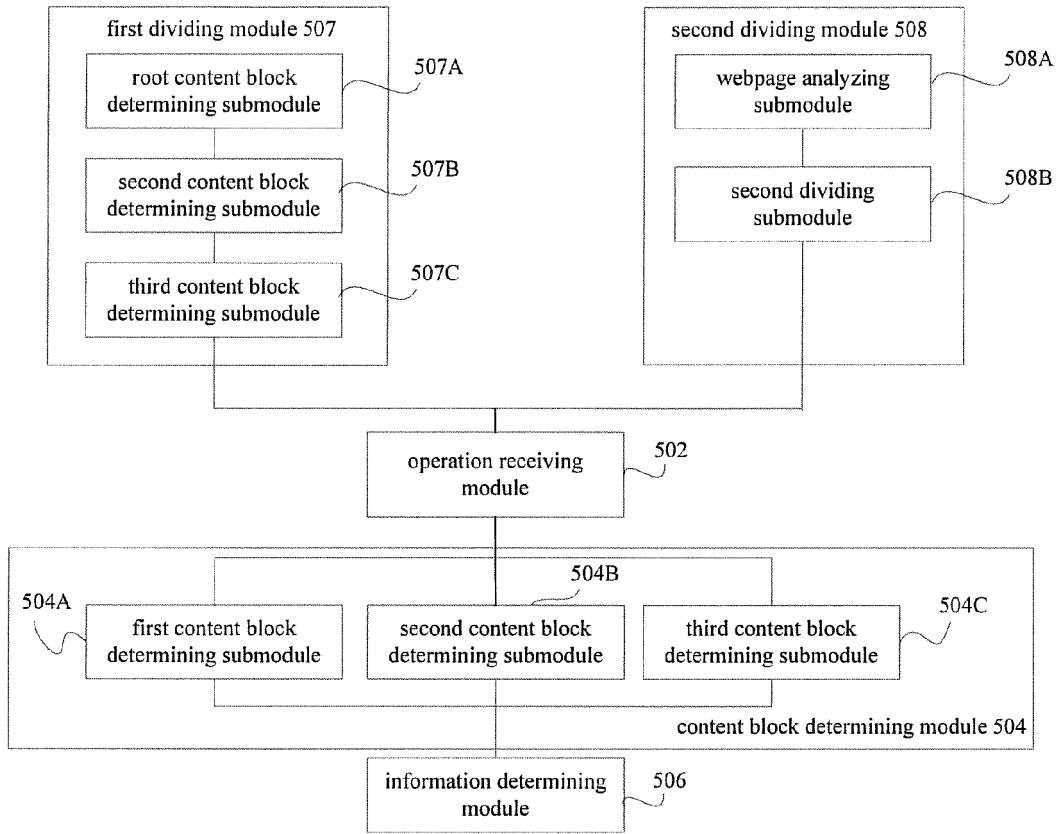 first dividing module 507
root content block
determining submodule
507A
second content block
determining submodule
507B
third content block
determining submodule
507C
second dividing module 508
webpage analyzing
submodule
508A
second dividing
submodule
508B
operation receiving
module
502
504A
first content block
determining submodule
504B
second content block
determining submodule
504C
third content block
determining submodule
content block determining module 504
information determining
module
506